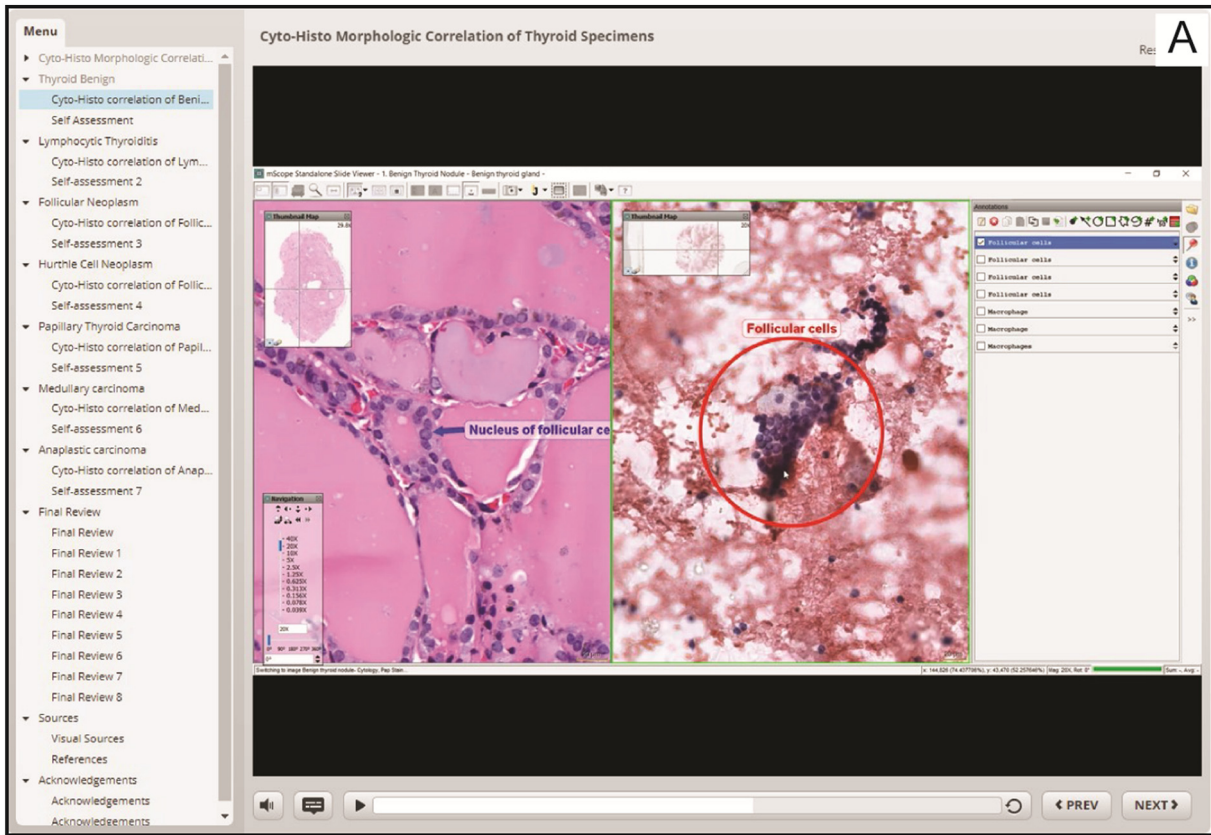 Menu
Cyto-Histo Morphologic Correlati...
Thyroid Benign
Cyto-Histo correlation of Beni...
Self Assessment
Lymphocytic Thyroiditis
Cyto-Histo correlation of Lym...
Self-assessment 2
Follicular Neoplasm
Cyto-Histo correlation of Follic...
Self-assessment 3
Hurthle Cell Neoplasm
Cyto-Histo correlation of Follic...
Self-assessment 4
Papillary Thyroid Carcinoma
Cyto-Histo correlation of Papil...
Self-assessment 5
Medullary carcinoma
Cyto-Histo correlation of Med...
Self-assessment 6
Anaplastic carcinoma
Cyto-Histo correlation of Anap...
Self-assessment 7
Final Review
Final Review
Final Review 1
Final Review 2
Final Review 3
Final Review 4
Final Review 5
Final Review 6
Final Review 7
Final Review 8
Sources
Visual Sources
References
Acknowledgements
Acknowledgements
Acknowledgements
Cyto-Histo Morphologic Correlation of Thyroid Specimens
Res
A
mScope Standalone Slide Viewer - 1. Benign Thyroid Nodule - Benign thyroid gland -
Thumbnail Map
Nucleus of follicular ce
Navigation
40X
20X
10X
5X
2.5X
1.25X
0.625X
0.313X
0.156X
0.078X
0.039X
20X
0° 90° 180° 270° 360°
0°
Thumbnail Map
20X
Follicular cells
Annotations
Follicular cells
Follicular cells
Follicular cells
Follicular cells
Macrophage
Macrophage
Macrophages
>>
Switching to image Benign thyroid nodule- Cytology, Pap Stain...
PREV
NEXT